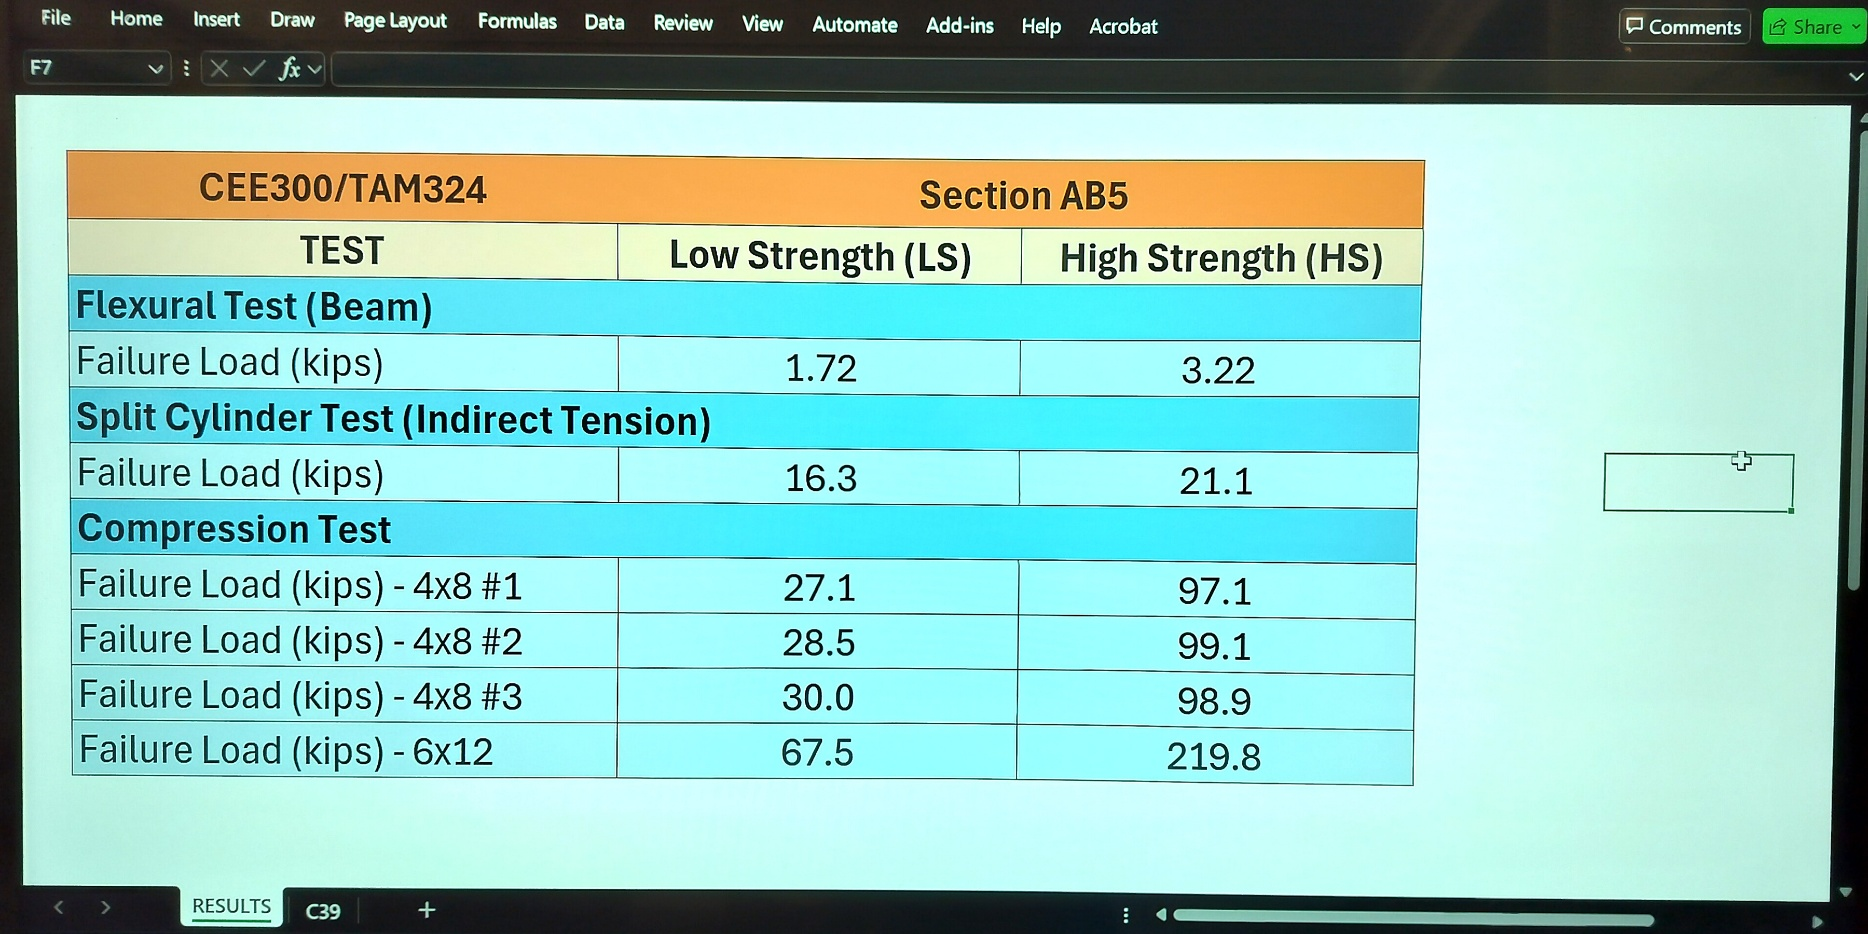 File Home Insert Draw Page Layout Formulas Data Review View Automate Add-ins Help Acrobat Comments Share
F7 fx
CEE300/TAM324 Section AB5
TEST Low Strength (LS) High Strength (HS)
Flexural Test (Beam)
Failure Load (kips) 1.72 3.22
Split Cylinder Test (Indirect Tension)
Failure Load (kips) 16.3 21.1
Compression Test
Failure Load (kips) - 4x8 #1 27.1 97.1
Failure Load (kips) - 4x8 #2 28.5 99.1
Failure Load (kips) - 4x8 #3 30.0 98.9
Failure Load (kips) - 6x12 67.5 219.8
RESULTS C39